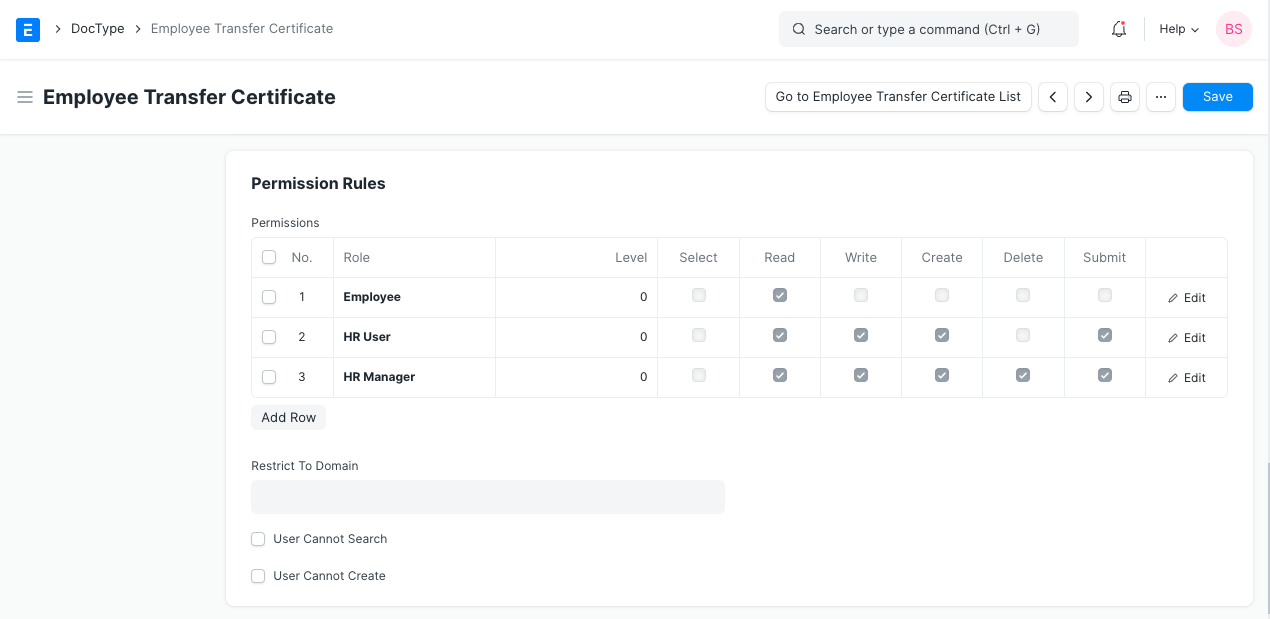 E DocType Employee Transfer Certificate Search or type a command (Ctrl + G) Help BS
Employee Transfer Certificate Go to Employee Transfer Certificate List ... Save
Permission Rules
Permissions
No. Role Level Select Read Write Create Delete Submit
1 Employee 0 Edit
2 HR User 0 Edit
3 HR Manager 0 Edit
Add Row
Restrict To Domain
User Cannot Search
User Cannot Create